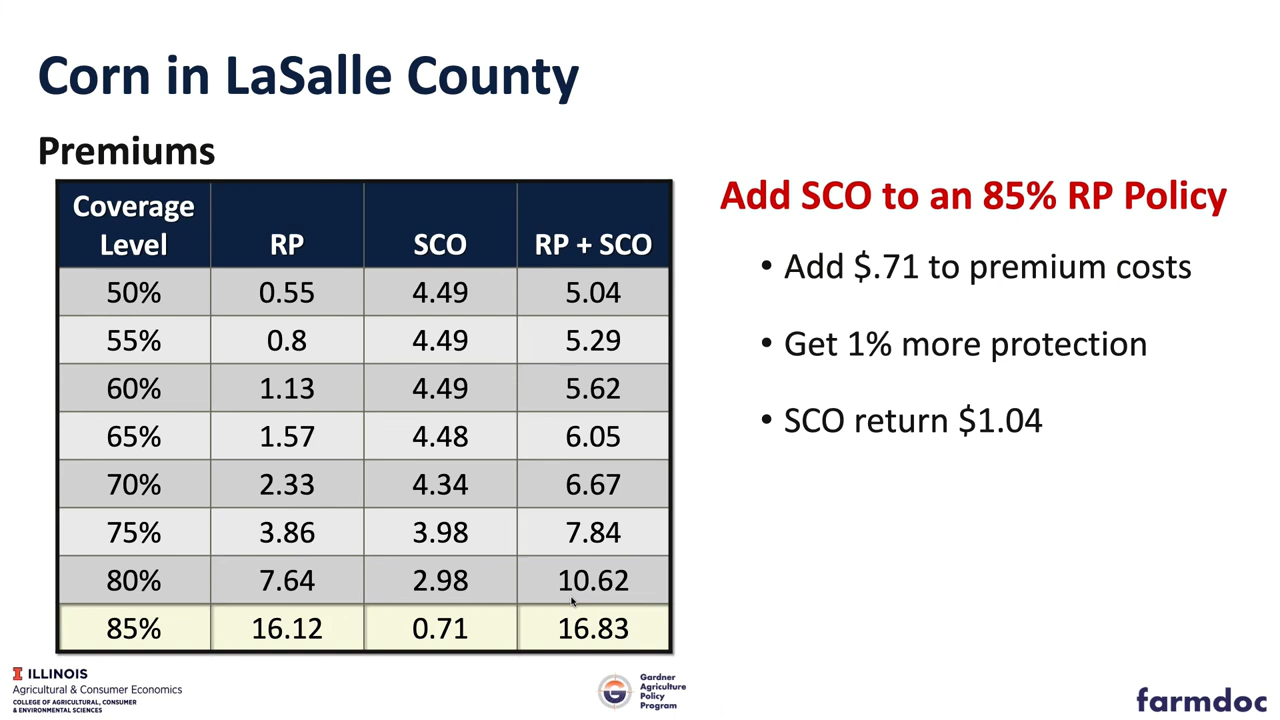 Corn in LaSalle County
Premiums
Coverage Level RP SCO RP + SCO
50% 0.55 4.49 5.04
55% 0.8 4.49 5.29
60% 1.13 4.49 5.62
65% 1.57 4.48 6.05
70% 2.33 4.34 6.67
75% 3.86 3.98 7.84
80% 7.64 2.98 10.62
85% 16.12 0.71 16.83
Add SCO to an 85% RP Policy
• Add $.71 to premium costs
• Get 1% more protection
• SCO return $1.04
I ILLINOIS
Agricultural & Consumer Economics
COLLEGE OF AGRICULTURAL, CONSUMER
& ENVIRONMENTAL SCIENCES
Gardner
Agriculture
Policy
Program
farmdoc